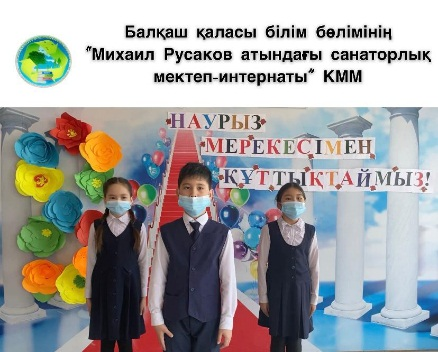 Балқаш қаласы білім бөлімінің
"Михаил Русаков атындағы санаторлық
мектеп-интернаты" КММ
НАУРЫЗ
МЕРЕКЕСІМЕН
ҚҰТТЫҚТАЙМЫЗ!